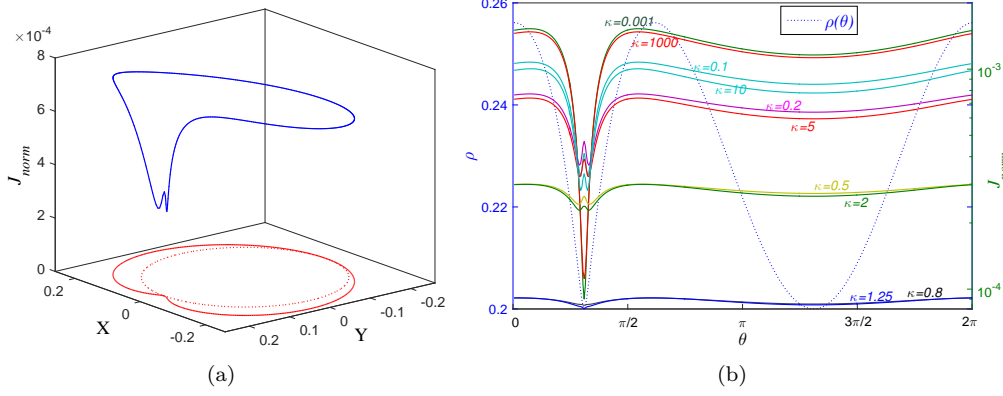 ×10⁻⁴
8
6
4
2
0
J_norm
0.2
0
-0.2
X
0.2
0.1
0
-0.1
-0.2
Y
(a)
0.26
0.24
0.22
0.2
ρ
ρ(θ)
κ=0.001
κ=1000
κ=0.1
κ=10
κ=0.2
κ=5
κ=0.5
κ=2
κ=1.25
κ=0.8
10⁻³
10⁻⁴
J_norm
0
π/2
π
3π/2
2π
θ
(b)